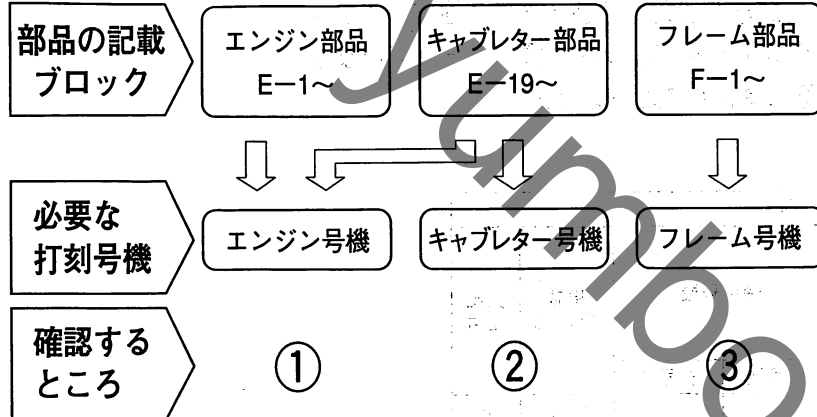 部品の記載
ブロック
エンジン部品
E－1～
キャブレター部品
E－19～
フレーム部品
F－1～
必要な
打刻号機
エンジン号機
キャブレター号機
フレーム号機
確認する
ところ
①
②
③
yumbo